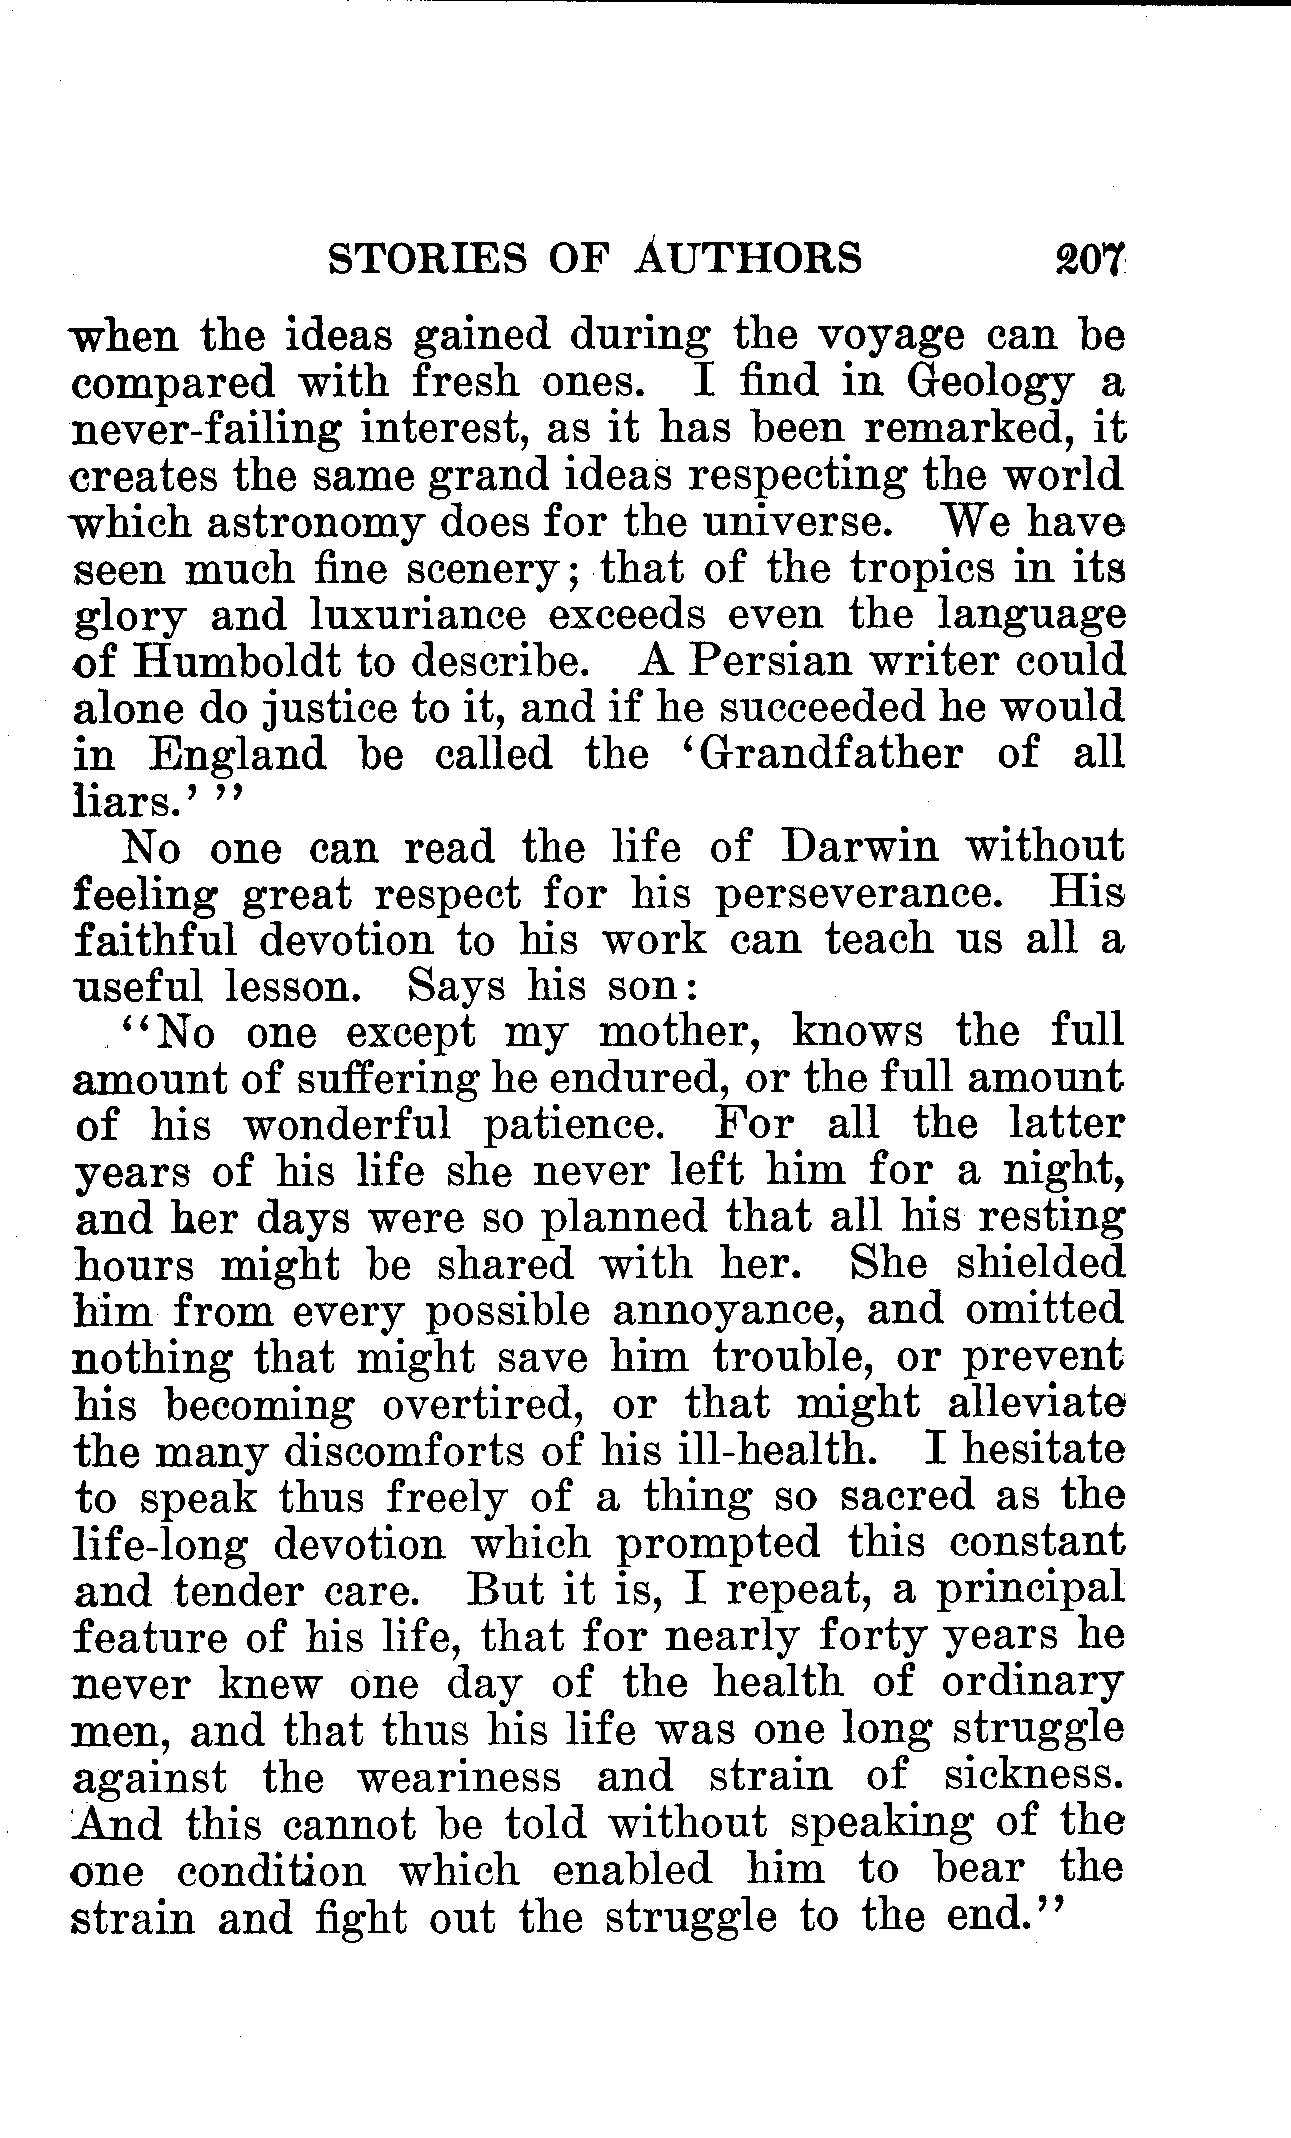 STORIES OF AUTHORS 207
when the ideas gained during the voyage can be
compared with fresh ones. I find in Geology a
never-failing interest, as it has been remarked, it
creates the same grand ideas respecting the world
which astronomy does for the universe. We have
seen much fine scenery; that of the tropics in its
glory and luxuriance exceeds even the language
of Humboldt to describe. A Persian writer could
alone do justice to it, and if he succeeded he would
in England be called the ‘Grandfather of all
liars.’ ”
No one can read the life of Darwin without
feeling great respect for his perseverance. His
faithful devotion to his work can teach us all a
useful lesson. Says his son:
“No one except my mother, knows the full
amount of suffering he endured, or the full amount
of his wonderful patience. For all the latter
years of his life she never left him for a night,
and her days were so planned that all his resting
hours might be shared with her. She shielded
him from every possible annoyance, and omitted
nothing that might save him trouble, or prevent
his becoming overtired, or that might alleviate
the many discomforts of his ill-health. I hesitate
to speak thus freely of a thing so sacred as the
life-long devotion which prompted this constant
and tender care. But it is, I repeat, a principal
feature of his life, that for nearly forty years he
never knew one day of the health of ordinary
men, and that thus his life was one long struggle
against the weariness and strain of sickness.
And this cannot be told without speaking of the
one condition which enabled him to bear the
strain and fight out the struggle to the end.”